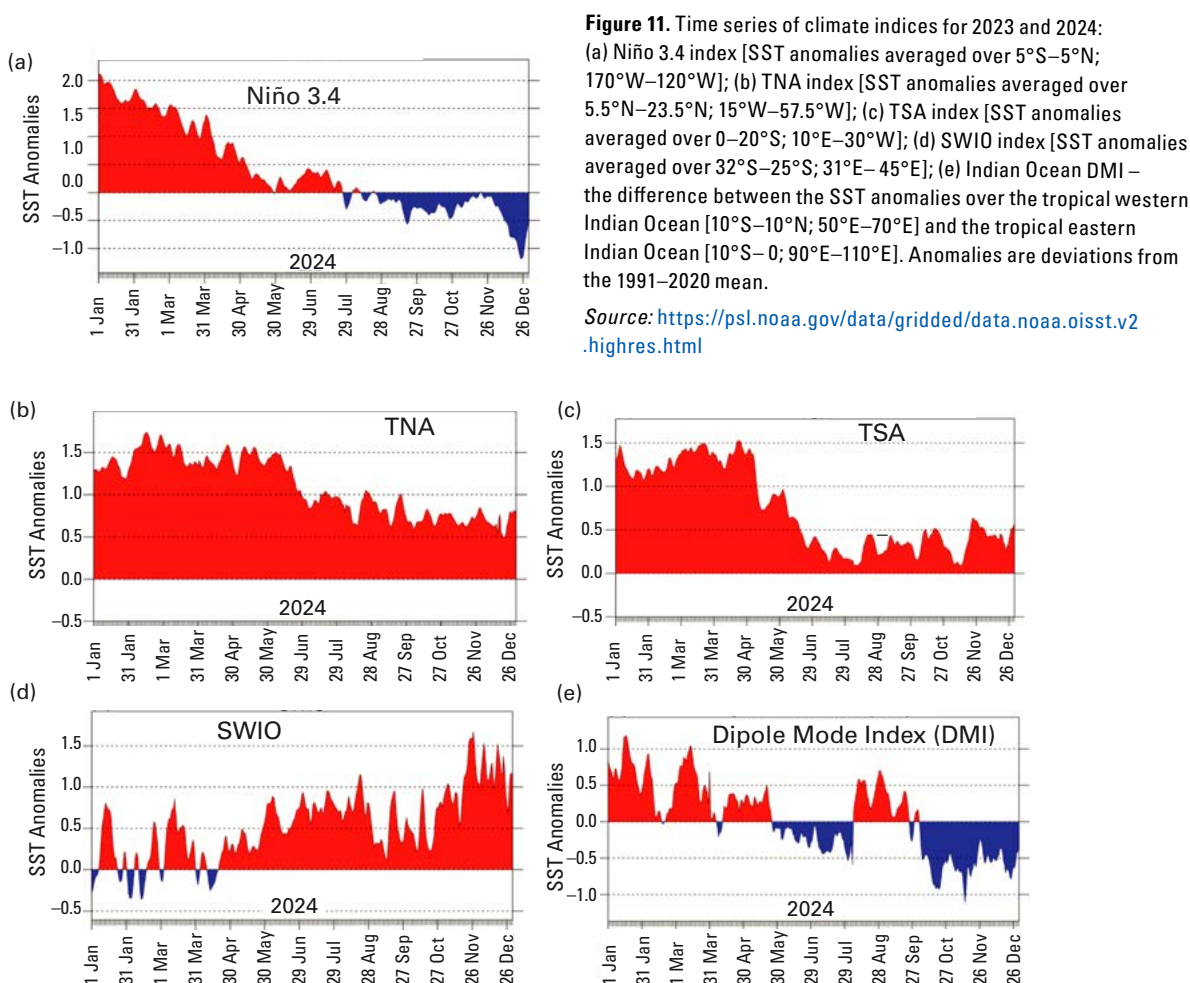 Figure 11. Time series of climate indices for 2023 and 2024:
(a) Niño 3.4 index [SST anomalies averaged over 5°S–5°N;
170°W–120°W]; (b) TNA index [SST anomalies averaged over
5.5°N–23.5°N; 15°W–57.5°W]; (c) TSA index [SST anomalies
averaged over 0–20°S; 10°E–30°W]; (d) SWIO index [SST anomalies
averaged over 32°S–25°S; 31°E– 45°E]; (e) Indian Ocean DMI –
the difference between the SST anomalies over the tropical western
Indian Ocean [10°S–10°N; 50°E–70°E] and the tropical eastern
Indian Ocean [10°S– 0; 90°E–110°E]. Anomalies are deviations from
the 1991–2020 mean.
Source: https://psl.noaa.gov/data/gridded/data.noaa.oisst.v2
.highres.html
(a)
Niño 3.4
SST Anomalies
2.0
1.5
1.0
0.0
–0.5
–1.0
2024
1 Jan
31 Jan
1 Mar
31 Mar
30 Apr
30 May
29 Jun
29 Jul
28 Aug
27 Sep
27 Oct
26 Nov
26 Dec
(b)
TNA
SST Anomalies
1.5
1.0
0.5
0.0
–0.5
2024
1 Jan
31 Jan
1 Mar
31 Mar
30 Apr
30 May
29 Jun
29 Jul
28 Aug
27 Sep
27 Oct
26 Nov
26 Dec
(c)
TSA
SST Anomalies
1.5
1.0
0.5
0.0
–0.5
2024
1 Jan
31 Jan
1 Mar
31 Mar
30 Apr
30 May
29 Jun
29 Jul
28 Aug
27 Sep
27 Oct
26 Nov
26 Dec
(d)
SWIO
SST Anomalies
1.5
1.0
0.5
0.0
–0.5
2024
1 Jan
31 Jan
1 Mar
31 Mar
30 Apr
30 May
29 Jun
29 Jul
28 Aug
27 Sep
27 Oct
26 Nov
26 Dec
(e)
Dipole Mode Index (DMI)
SST Anomalies
1.0
0.5
0.0
–0.5
–1.0
2024
1 Jan
31 Jan
1 Mar
31 Mar
30 Apr
30 May
29 Jun
29 Jul
28 Aug
27 Sep
27 Oct
26 Nov
26 Dec